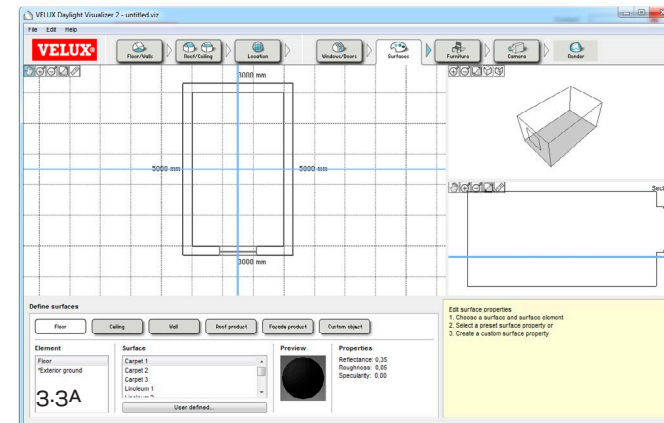 VELUX Daylight Visualizer 2 - untitled.viz
File Edit Help
VELUX®
Floor/Walls
Roof/Ceiling
Location
Windows/Doors
Surfaces
Furniture
Camera
Render
3000 mm
5000 mm
5000 mm
3000 mm
Define surfaces
Floor
Ceiling
Wall
Roof product
Facade product
Custom object
Element
Surface
Preview
Properties
Floor
*Exterior ground
Carpet 1
Carpet 2
Carpet 3
Linoleum 1
User defined...
Reflectance: 0,35
Roughness: 0,05
Specularity: 0,00
Edit surface properties
1. Choose a surface and surface element
2. Select a preset surface property or
3. Create a custom surface property
3.3A